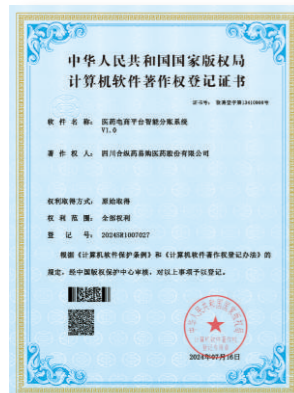 中华人民共和国国家版权局
计算机软件著作权登记证书
证书号： 软著登字第13410900号
软 件 名 称： 医药电商平台智能分账系统
V1.0
著 作 权 人： 四川合纵药易购医药股份有限公司
权利取得方式： 原始取得
权 利 范 围： 全部权利
登 记 号： 2024SR1007027
根据《计算机软件保护条例》和《计算机软件著作权登记办法》的
规定，经中国版权保护中心审核，对以上事项予以登记。
2024年07月16日